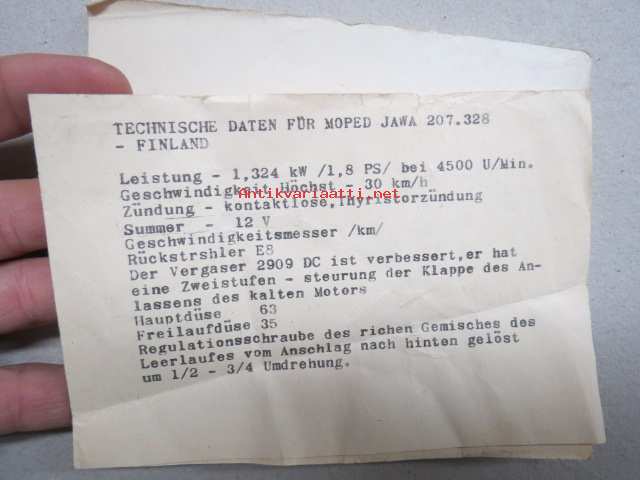 TECHNISCHE DATEN FÜR MOPED JAWA 207.328
- FINLAND
Leistung - 1,324 kW /1,8 PS/ bei 4500 U/Min.
Geschwindigkeit Höchst - 30 km/h
Antikvariaatti.net
Zündung - kontaktlose,Thyristorzündung
Summer - 12 V
Geschwindigkeitsmesser /km/
Rückstrshler E8
Der Vergaser 2909 DC ist verbessert,er hat
eine Zweistufen - steurung der Klappe des An-
lassens des kalten Motors
Hauptdüse 63
Freilaufdüse 35
Regulationsschraube des richen Gemisches des
Leerlaufes vom Anschlag nach hinten gelöst
um 1/2 - 3/4 Umdrehung.